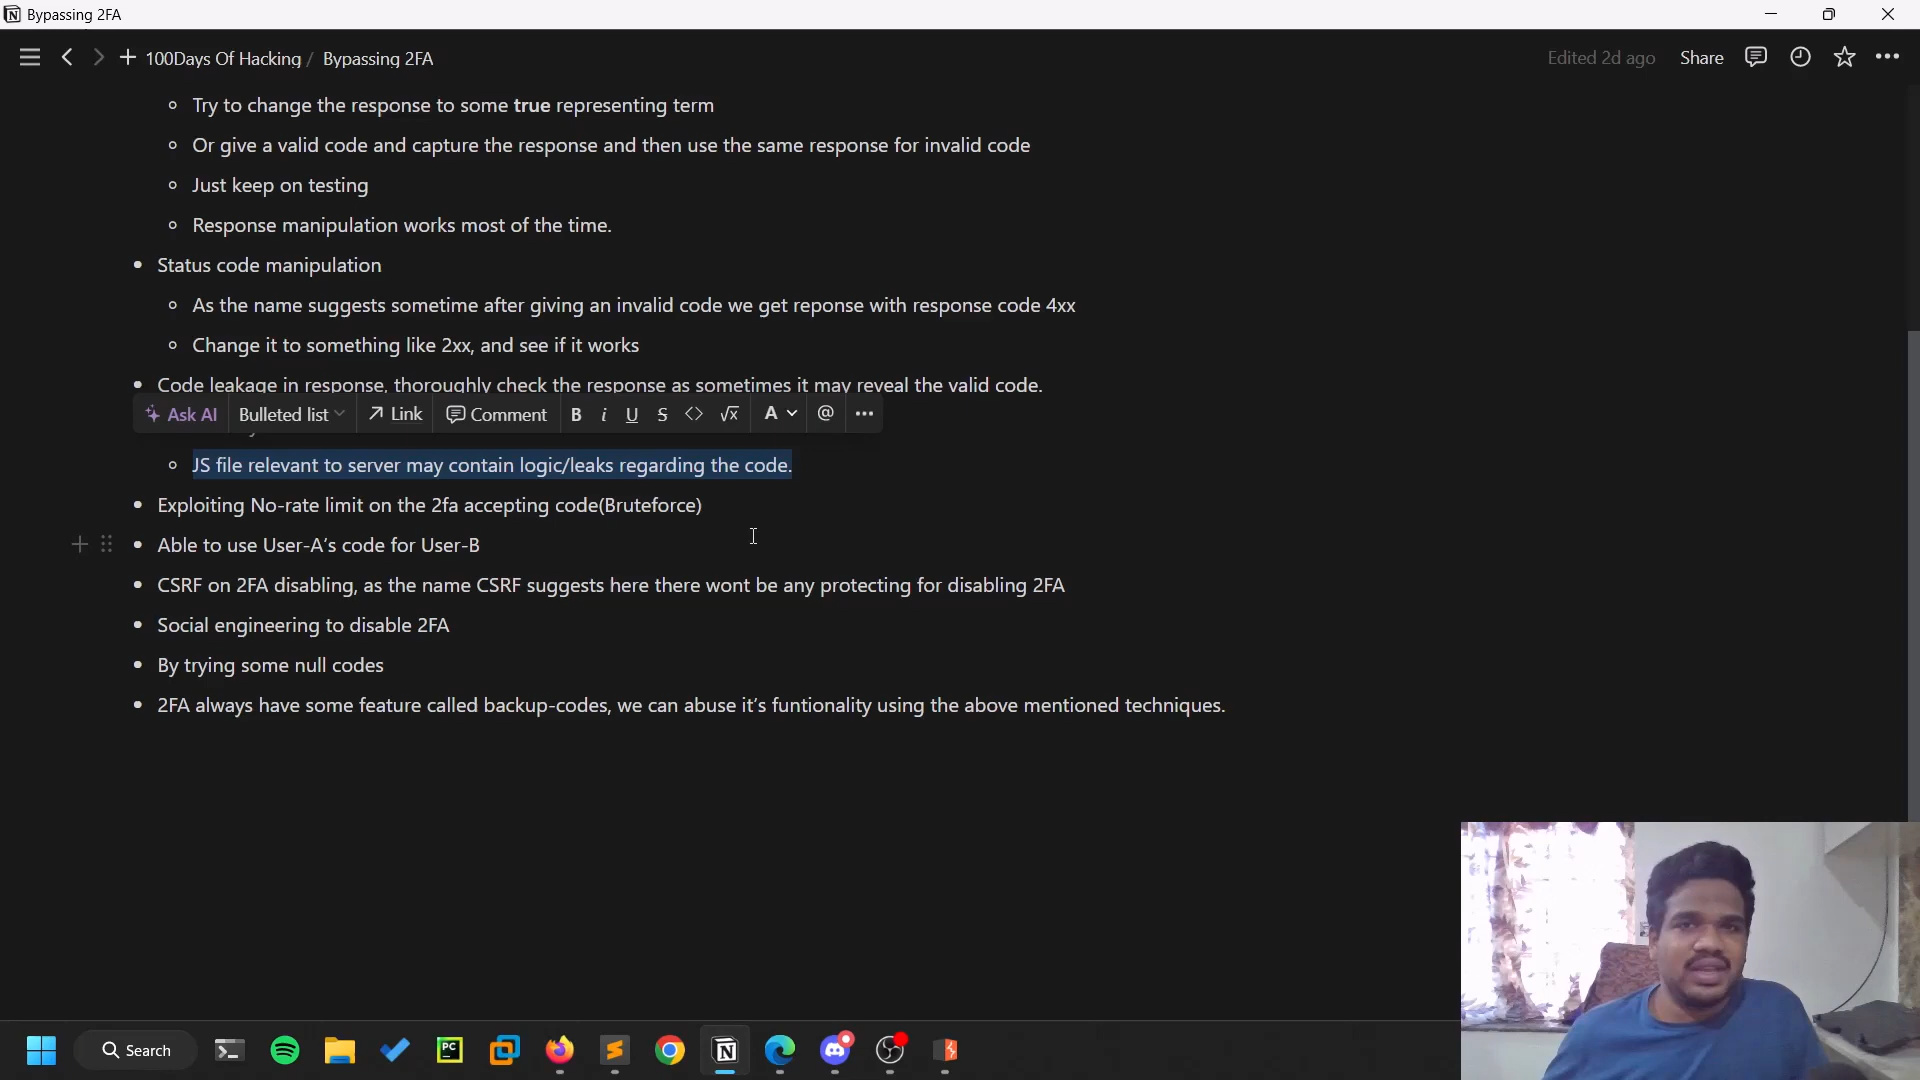 Bypassing 2FA
100Days Of Hacking / Bypassing 2FA
Edited 2d ago Share
Try to change the response to some true representing term
Or give a valid code and capture the response and then use the same response for invalid code
Just keep on testing
Response manipulation works most of the time.
Status code manipulation
As the name suggests sometime after giving an invalid code we get reponse with response code 4xx
Change it to something like 2xx, and see if it works
Code leakage in response, thoroughly check the response as sometimes it may reveal the valid code.
Ask AI Bulleted list Link Comment B i U S <> √x A @ •••
JS file relevant to server may contain logic/leaks regarding the code.
Exploiting No-rate limit on the 2fa accepting code(Bruteforce)
Able to use User-A’s code for User-B
CSRF on 2FA disabling, as the name CSRF suggests here there wont be any protecting for disabling 2FA
Social engineering to disable 2FA
By trying some null codes
2FA always have some feature called backup-codes, we can abuse it’s funtionality using the above mentioned techniques.
Search
PC